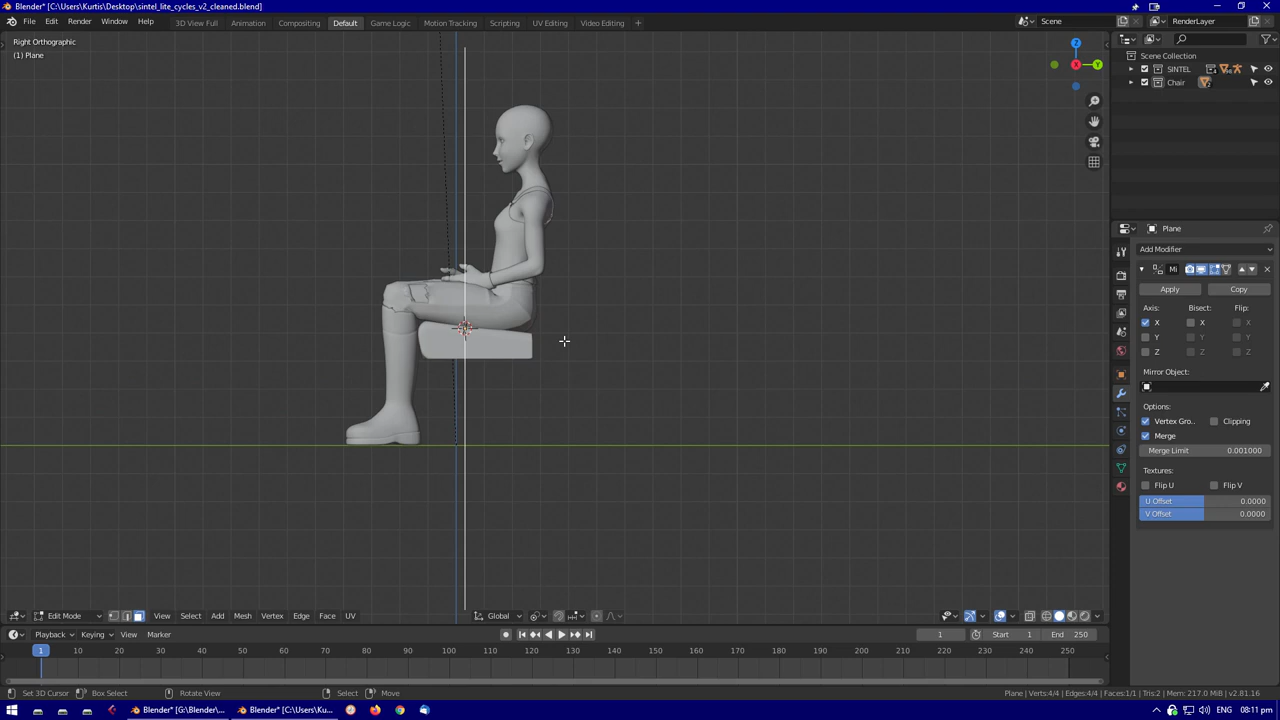 Blender* [C:\Users\Kurtis\Desktop\sintel_lite_cycles_v2_cleaned.blend]
File Edit Render Window Help 3D View Full Animation Compositing Default Game Logic Motion Tracking Scripting UV Editing Video Editing + Scene RenderLayer
Right Orthographic
(1) Plane
Z
X Y
Scene Collection
SINTEL
Chair
Plane
Add Modifier
Mi
Apply Copy
Axis: Bisect: Flip:
X X X
Y Y Y
Z Z Z
Mirror Object:
Options:
Vertex Gro.. Clipping
Merge
Merge Limit 0.001000
Textures:
Flip U Flip V
U Offset 0.0000
V Offset 0.0000
Edit Mode View Select Add Mesh Vertex Edge Face UV Global
Playback Keying View Marker 1 Start 1 End 250
1 10 20 30 40 50 60 70 80 90 100 110 120 130 140 150 160 170 180 190 200 210 220 230 240 250
Set 3D Cursor Box Select Rotate View Select Move Plane | Verts:4/4 | Edges:4/4 | Faces:1/1 | Tris:2 | Mem: 217.0 MiB | v2.81.16
Blender* [G:\Blender\... Blender* [C:\Users\Ku... ENG 08:11 pm